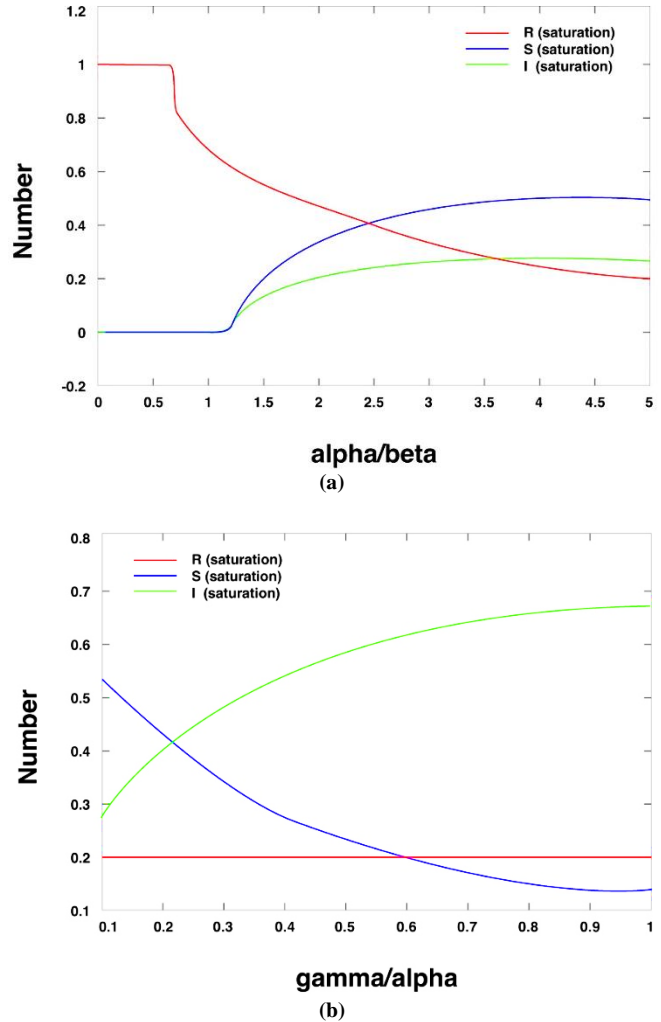 1.2
1
0.8
0.6
0.4
0.2
0
-0.2
Number
R (saturation)
S (saturation)
I (saturation)
0 0.5 1 1.5 2 2.5 3 3.5 4 4.5 5
alpha/beta
(a)
0.8
0.7
0.6
0.5
0.4
0.3
0.2
0.1
Number
R (saturation)
S (saturation)
I (saturation)
0.1 0.2 0.3 0.4 0.5 0.6 0.7 0.8 0.9 1
gamma/alpha
(b)